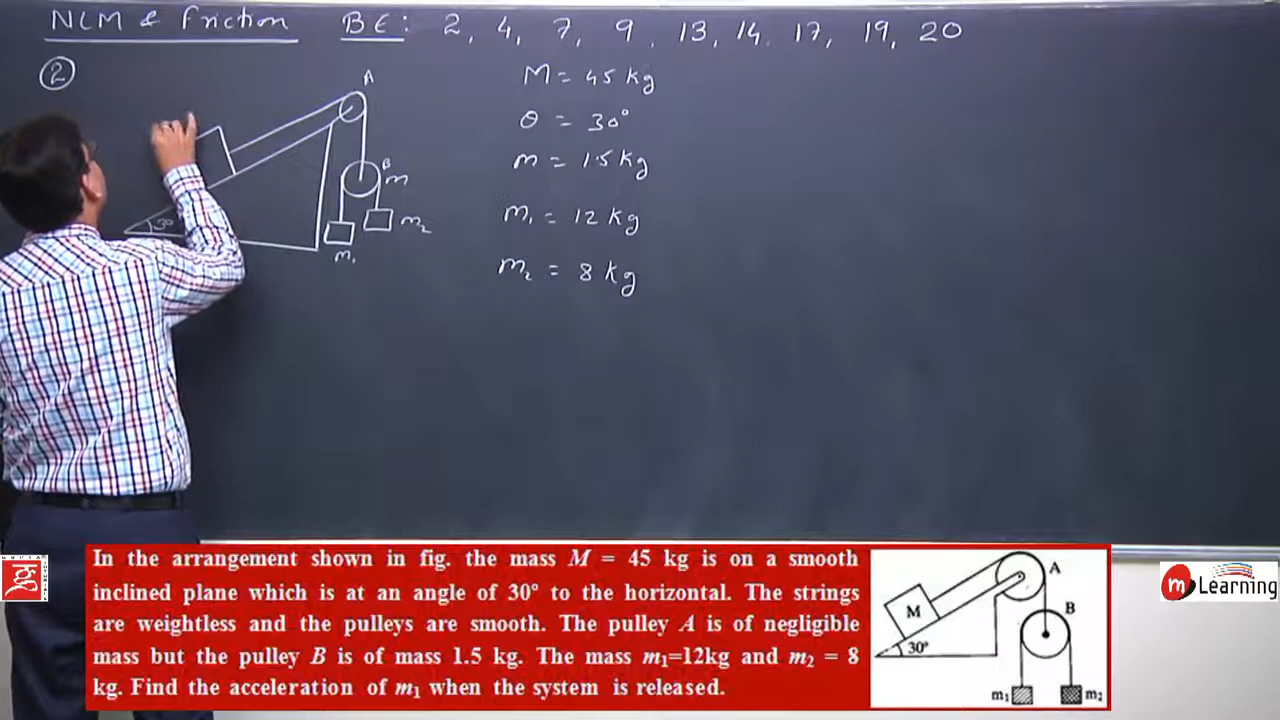 NLM & Friction BE: 2, 4, 7, 9, 13, 14, 17, 19, 20
2
A
M = 45 kg
θ = 30°
m = 1.5 kg
B
m
m₁ = 12 kg
m₂
30°
m₁
m₂ = 8 kg
In the arrangement shown in fig. the mass M = 45 kg is on a smooth
inclined plane which is at an angle of 30° to the horizontal. The strings
are weightless and the pulleys are smooth. The pulley A is of negligible
mass but the pulley B is of mass 1.5 kg. The mass m₁=12kg and m₂ = 8
kg. Find the acceleration of m₁ when the system is released.
A
B
M
30°
m₁
m₂
m Learning